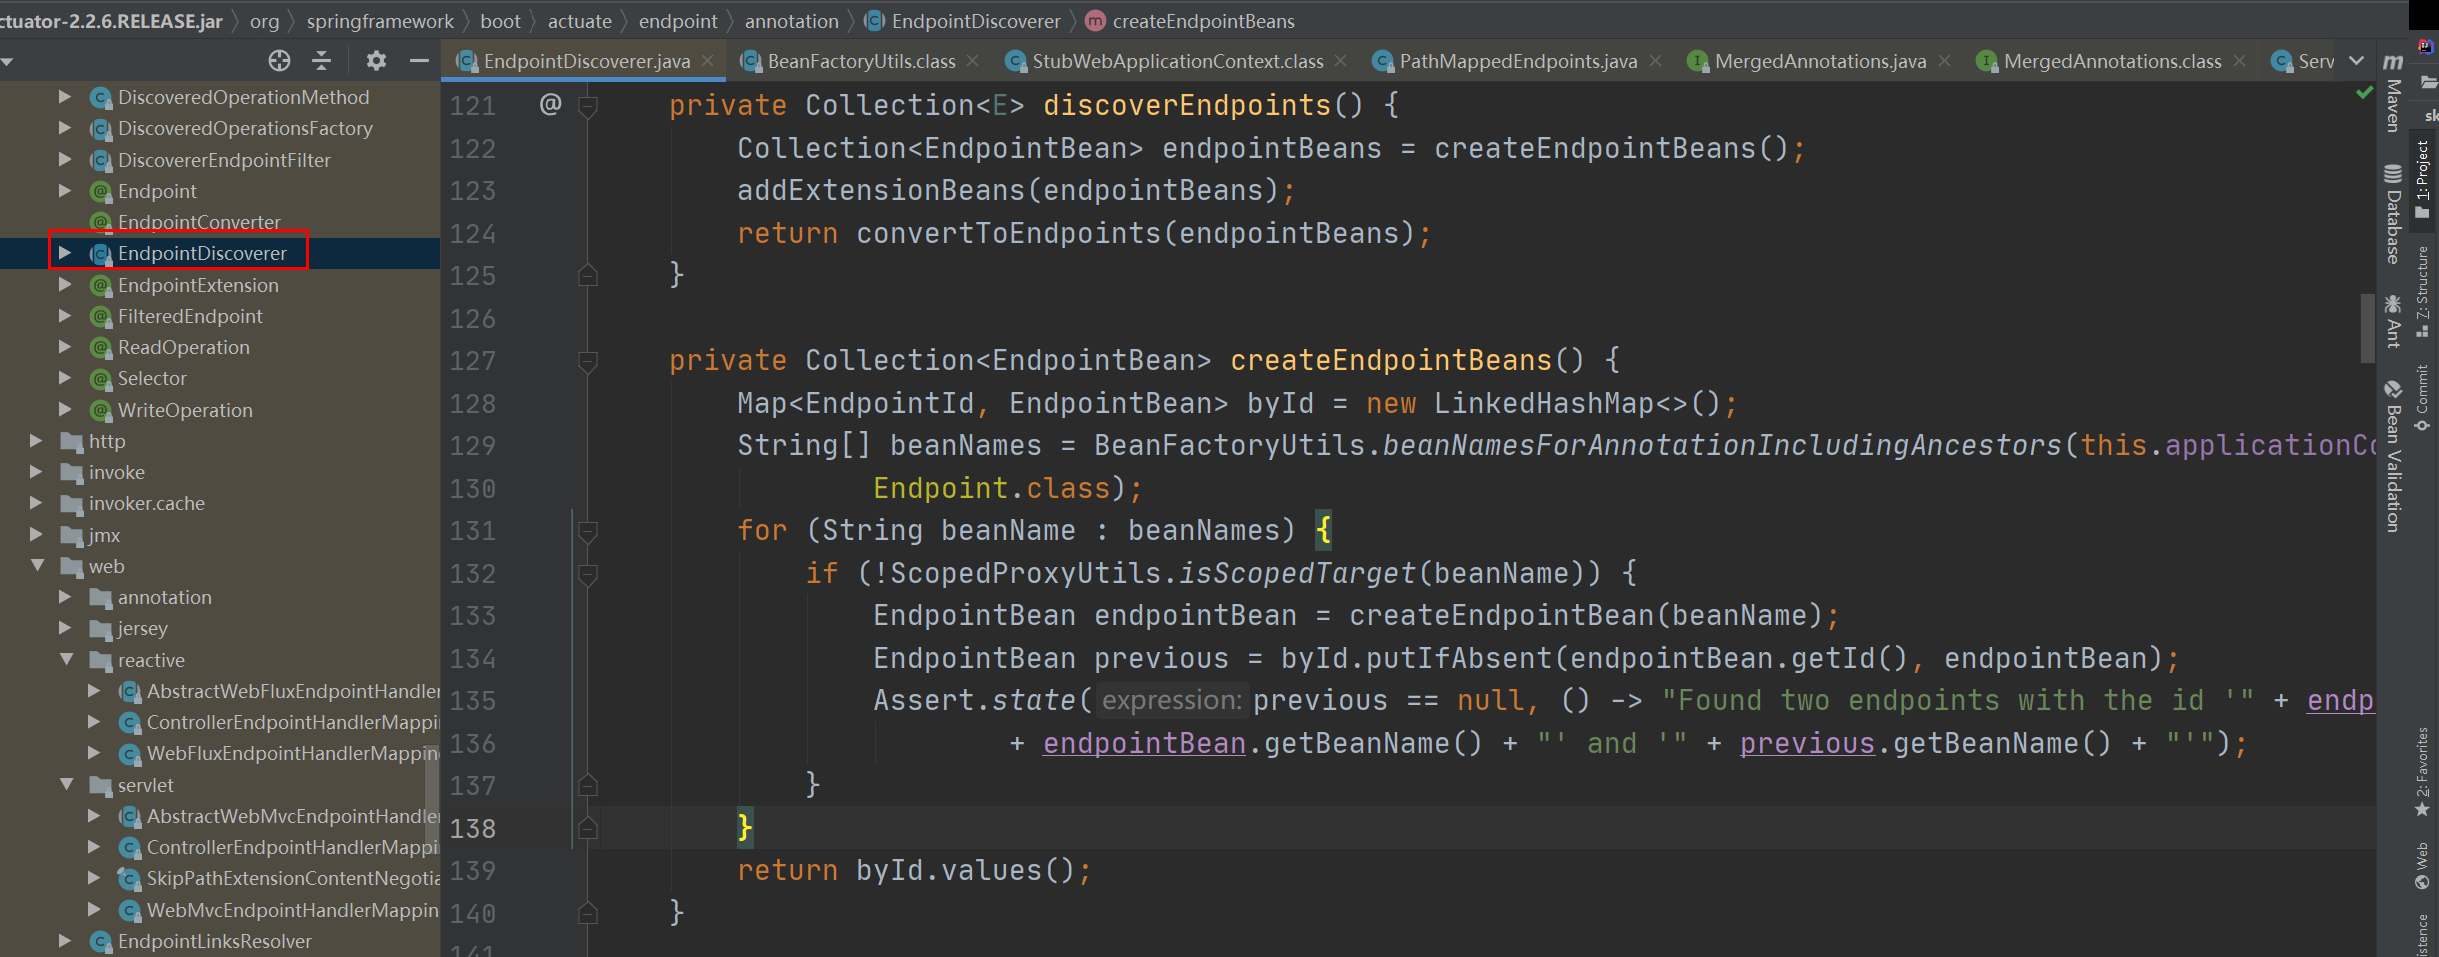 ctuator-2.2.6.RELEASE.jar org springframework boot actuate endpoint annotation EndpointDiscoverer createEndpointBeans
EndpointDiscoverer.java BeanFactoryUtils.class StubWebApplicationContext.class PathMappedEndpoints.java MergedAnnotations.java MergedAnnotations.class Serv
DiscoveredOperationMethod
DiscoveredOperationsFactory
DiscovererEndpointFilter
Endpoint
EndpointConverter
EndpointDiscoverer
EndpointExtension
FilteredEndpoint
ReadOperation
Selector
WriteOperation
http
invoke
invoker.cache
jmx
web
annotation
jersey
reactive
AbstractWebFluxEndpointHandler
ControllerEndpointHandlerMappi
WebFluxEndpointHandlerMappin
servlet
AbstractWebMvcEndpointHandle
ControllerEndpointHandlerMappi
SkipPathExtensionContentNegotia
WebMvcEndpointHandlerMappin
EndpointLinksResolver
121 @ private Collection<E> discoverEndpoints() {
122 Collection<EndpointBean> endpointBeans = createEndpointBeans();
123 addExtensionBeans(endpointBeans);
124 return convertToEndpoints(endpointBeans);
125 }
126
127 private Collection<EndpointBean> createEndpointBeans() {
128 Map<EndpointId, EndpointBean> byId = new LinkedHashMap<>();
129 String[] beanNames = BeanFactoryUtils.beanNamesForAnnotationIncludingAncestors(this.applicationCo
130 Endpoint.class);
131 for (String beanName : beanNames) {
132 if (!ScopedProxyUtils.isScopedTarget(beanName)) {
133 EndpointBean endpointBean = createEndpointBean(beanName);
134 EndpointBean previous = byId.putIfAbsent(endpointBean.getId(), endpointBean);
135 Assert.state( expression: previous == null, () -> "Found two endpoints with the id '" + endp
136 + endpointBean.getBeanName() + "' and '" + previous.getBeanName() + "'");
137 }
138 }
139 return byId.values();
140 }
141
Maven
Database
Ant
Bean Validation
sk
1: Project
7: Structure
Commit
2: Favorites
Web
istence